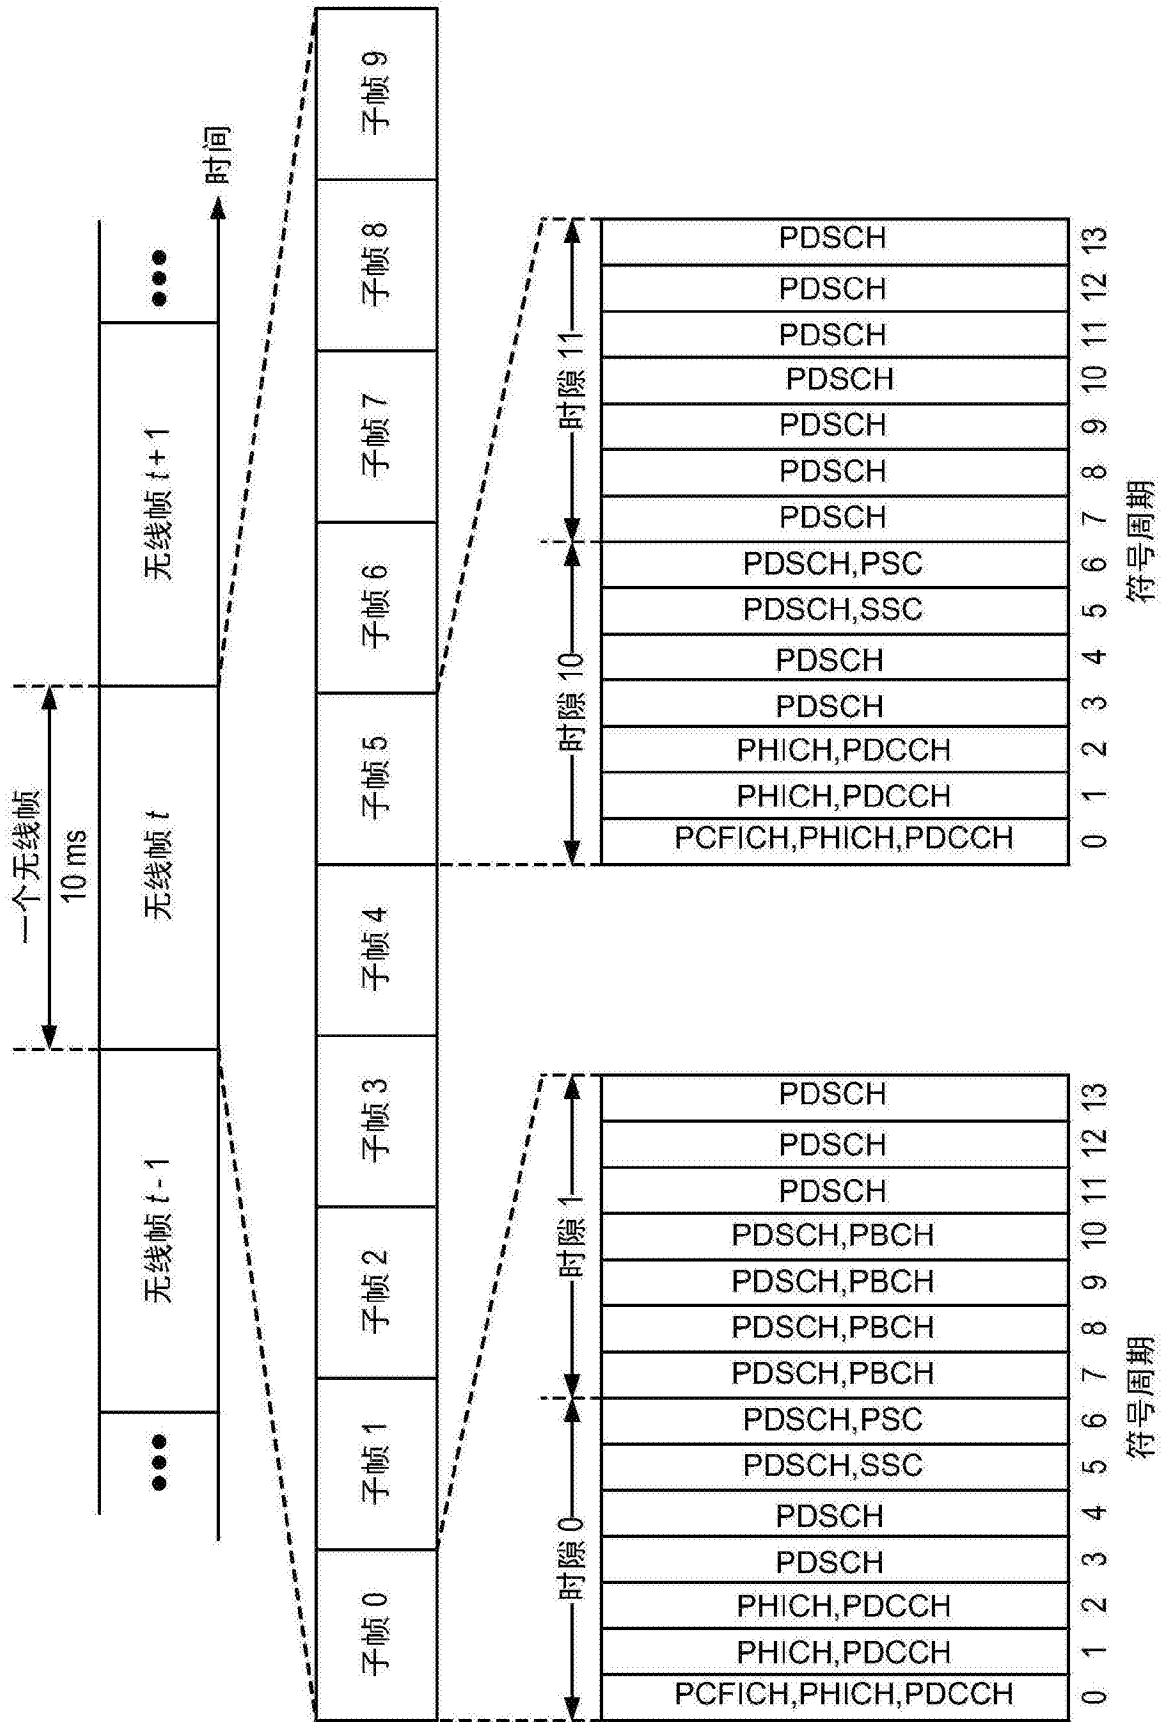 一个无线帧
10 ms
无线帧 t - 1
无线帧 t
无线帧 t + 1
时间
子帧 0
子帧 1
子帧 2
子帧 3
子帧 4
子帧 5
子帧 6
子帧 7
子帧 8
子帧 9
时隙 0
时隙 1
PCFICH,PHICH,PDCCH
PHICH,PDCCH
PHICH,PDCCH
PDSCH
PDSCH
PDSCH,SSC
PDSCH,PSC
PDSCH,PBCH
PDSCH,PBCH
PDSCH,PBCH
PDSCH,PBCH
PDSCH
PDSCH
PDSCH
0 1 2 3 4 5 6 7 8 9 10 11 12 13
符号周期
时隙 10
时隙 11
PCFICH,PHICH,PDCCH
PHICH,PDCCH
PHICH,PDCCH
PDSCH
PDSCH
PDSCH,SSC
PDSCH,PSC
PDSCH
PDSCH
PDSCH
PDSCH
PDSCH
PDSCH
PDSCH
0 1 2 3 4 5 6 7 8 9 10 11 12 13
符号周期